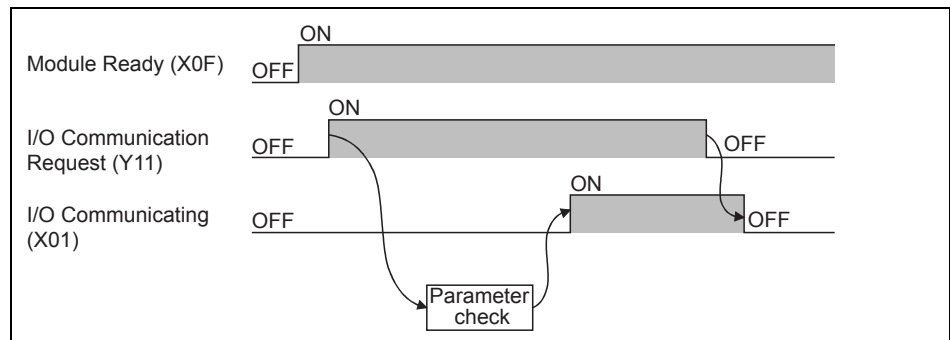 ON
Module Ready (X0F)
OFF
ON
I/O Communication
Request (Y11)
OFF
OFF
ON
I/O Communicating
(X01)
OFF
OFF
Parameter
check